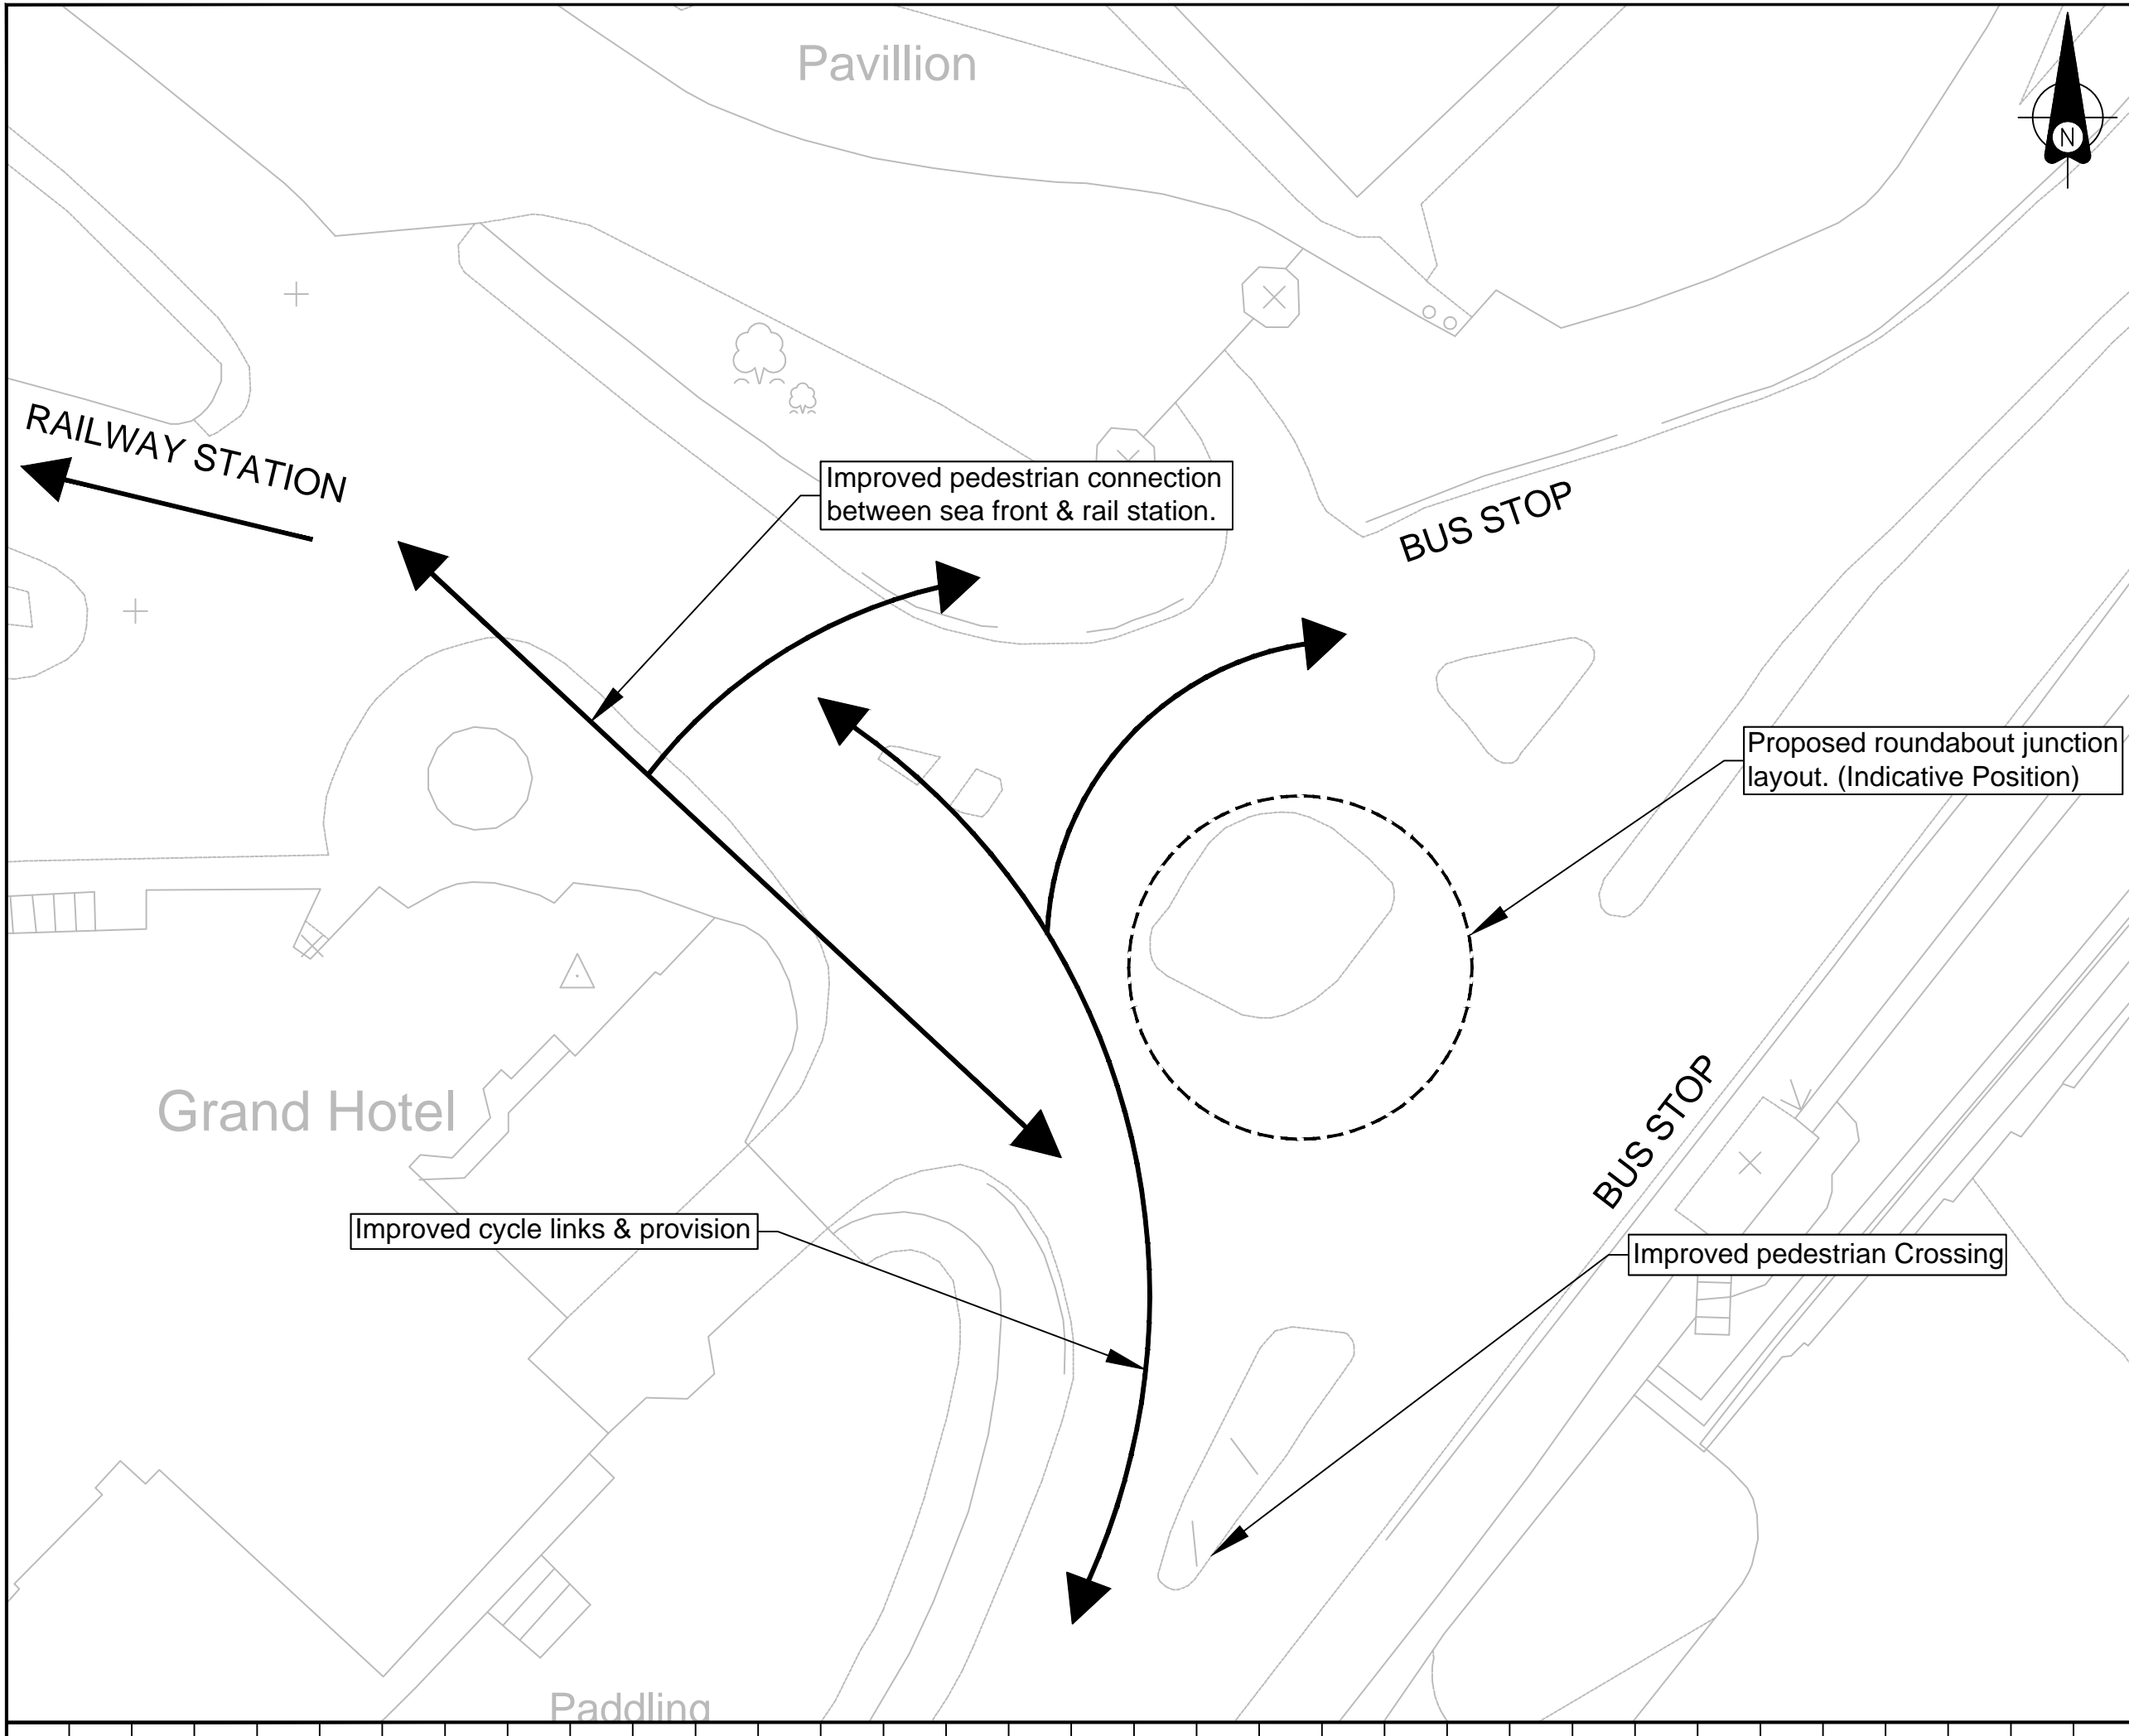 Pavillion
N
RAILWAY STATION
Improved pedestrian connection
between sea front & rail station.
BUS STOP
Proposed roundabout junction
layout. (Indicative Position)
Grand Hotel
BUS STOP
Improved cycle links & provision
Improved pedestrian Crossing
Paddling